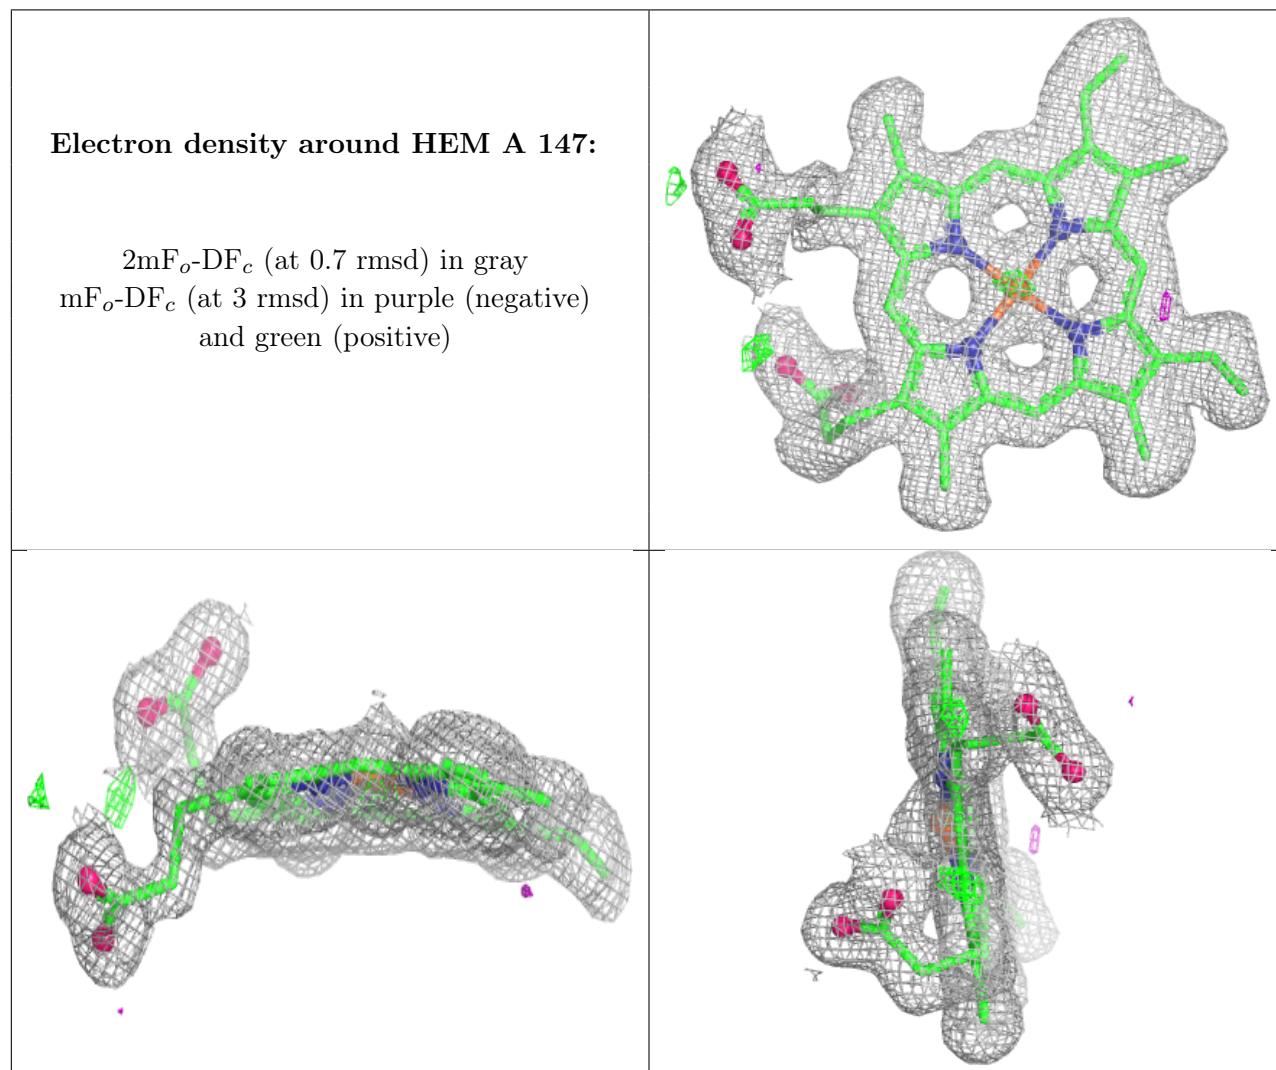 Electron density around HEM A 147:
2mFo-DFc (at 0.7 rmsd) in gray
mFo-DFc (at 3 rmsd) in purple (negative)
and green (positive)